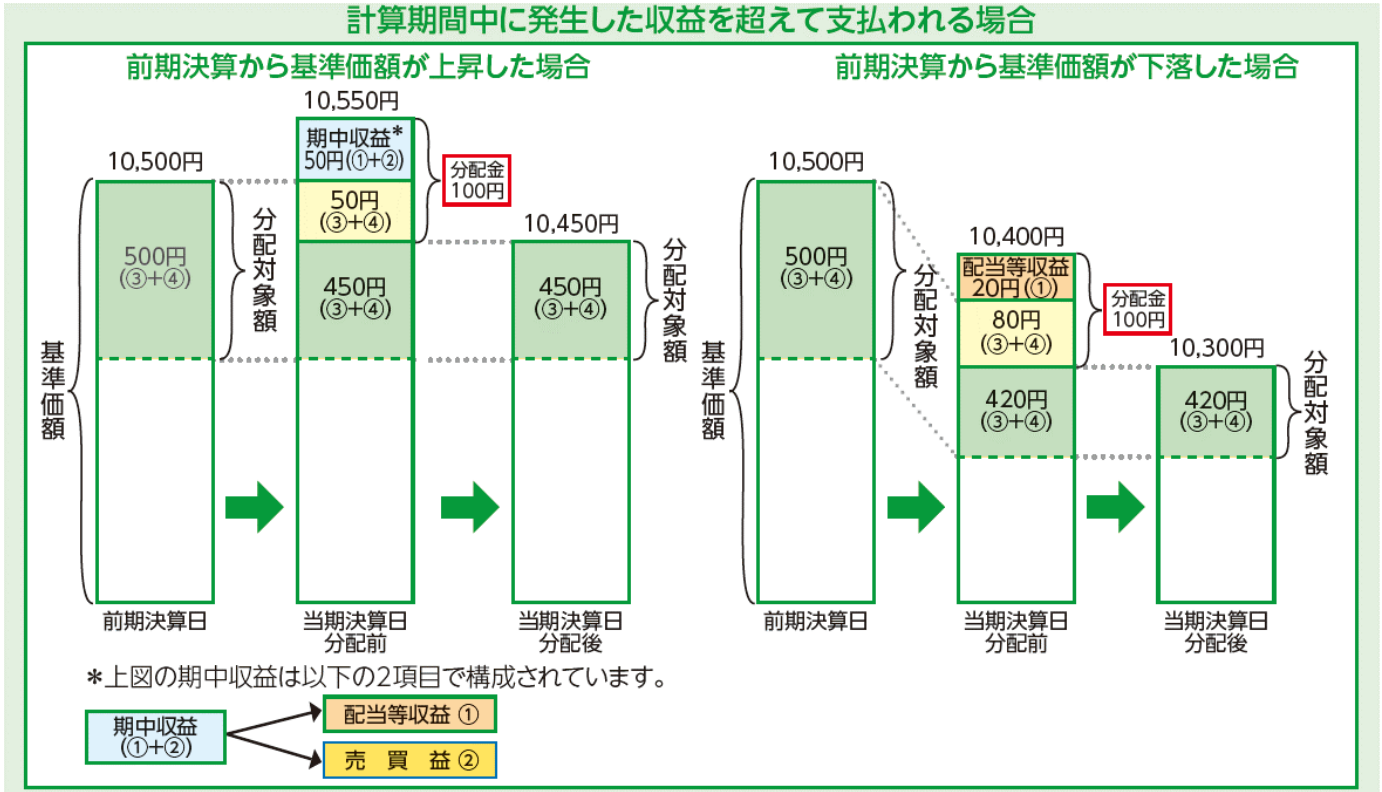 計算期間中に発生した収益を超えて支払われる場合
前期決算から基準価額が上昇した場合
10,500円
500円
(③+④)
分配対象額
基準価額
前期決算日
10,550円
期中収益*
50円(①+②)
50円
(③+④)
450円
(③+④)
分配金
100円
当期決算日
分配前
10,450円
450円
(③+④)
分配対象額
当期決算日
分配後
前期決算から基準価額が下落した場合
10,500円
500円
(③+④)
分配対象額
基準価額
前期決算日
10,400円
配当等収益
20円(①)
80円
(③+④)
420円
(③+④)
分配金
100円
当期決算日
分配前
10,300円
420円
(③+④)
分配対象額
当期決算日
分配後
*上図の期中収益は以下の2項目で構成されています。
期中収益
(①+②)
配当等収益 ①
売 買 益 ②